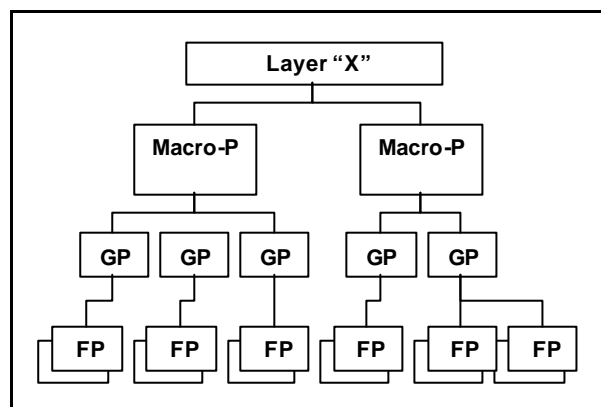 Layer “X”
Macro-P Macro-P
GP GP GP GP GP
FP FP FP FP FP FP